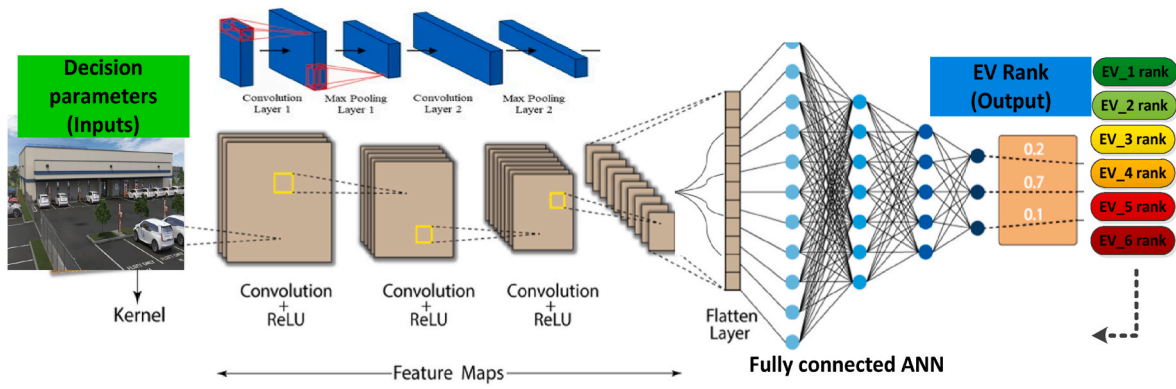 Decision
parameters
(Inputs)
Convolution
Layer 1
Max Pooling
Layer 1
Convolution
Layer 2
Max Pooling
Layer 2
EV Rank
(Output)
EV_1 rank
EV_2 rank
EV_3 rank
EV_4 rank
EV_5 rank
EV_6 rank
0.2
0.7
0.1
Kernel
Convolution
+
ReLU
Convolution
+
ReLU
Convolution
+
ReLU
Flatten
Layer
Fully connected ANN
Feature Maps